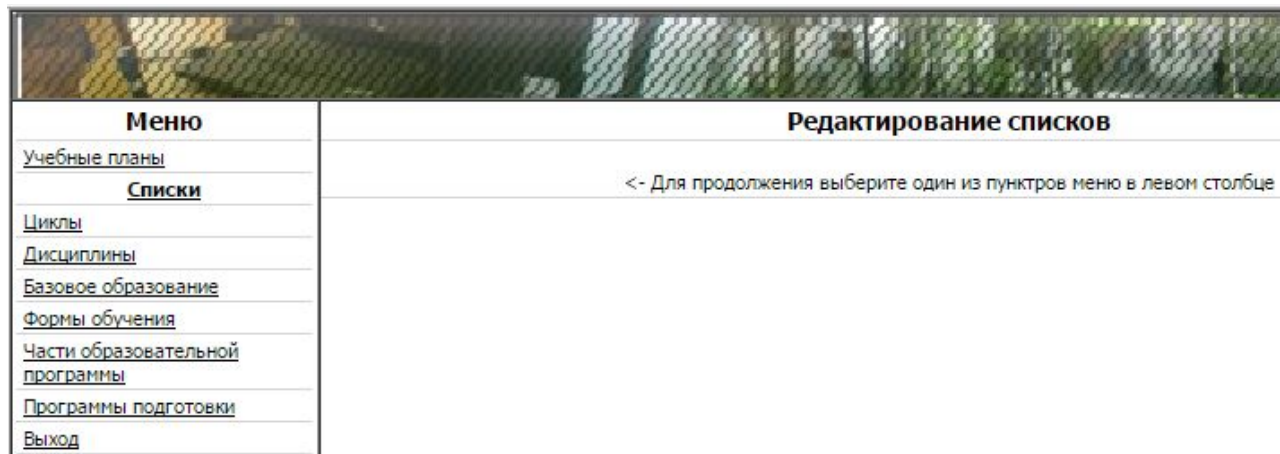 Меню
Учебные планы
Списки
Циклы
Дисциплины
Базовое образование
Формы обучения
Части образовательной
программы
Программы подготовки
Выход
Редактирование списков
<- Для продолжения выберите один из пунктров меню в левом столбце